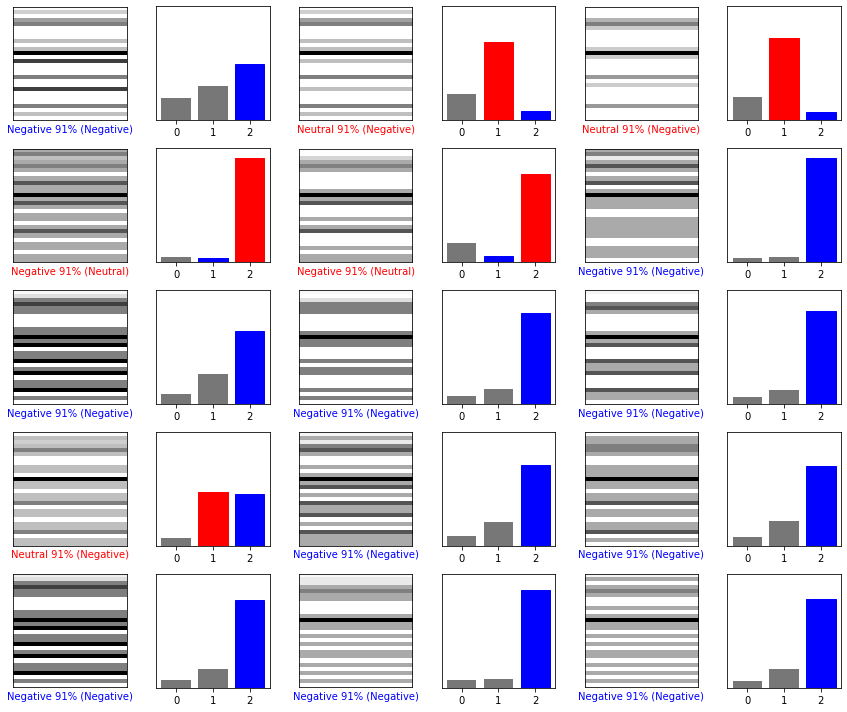 Negative 91% (Negative)
0 1 2
Neutral 91% (Negative)
0 1 2
Neutral 91% (Negative)
0 1 2
Negative 91% (Neutral)
0 1 2
Negative 91% (Neutral)
0 1 2
Negative 91% (Negative)
0 1 2
Negative 91% (Negative)
0 1 2
Negative 91% (Negative)
0 1 2
Negative 91% (Negative)
0 1 2
Neutral 91% (Negative)
0 1 2
Negative 91% (Negative)
0 1 2
Negative 91% (Negative)
0 1 2
Negative 91% (Negative)
0 1 2
Negative 91% (Negative)
0 1 2
Negative 91% (Negative)
0 1 2